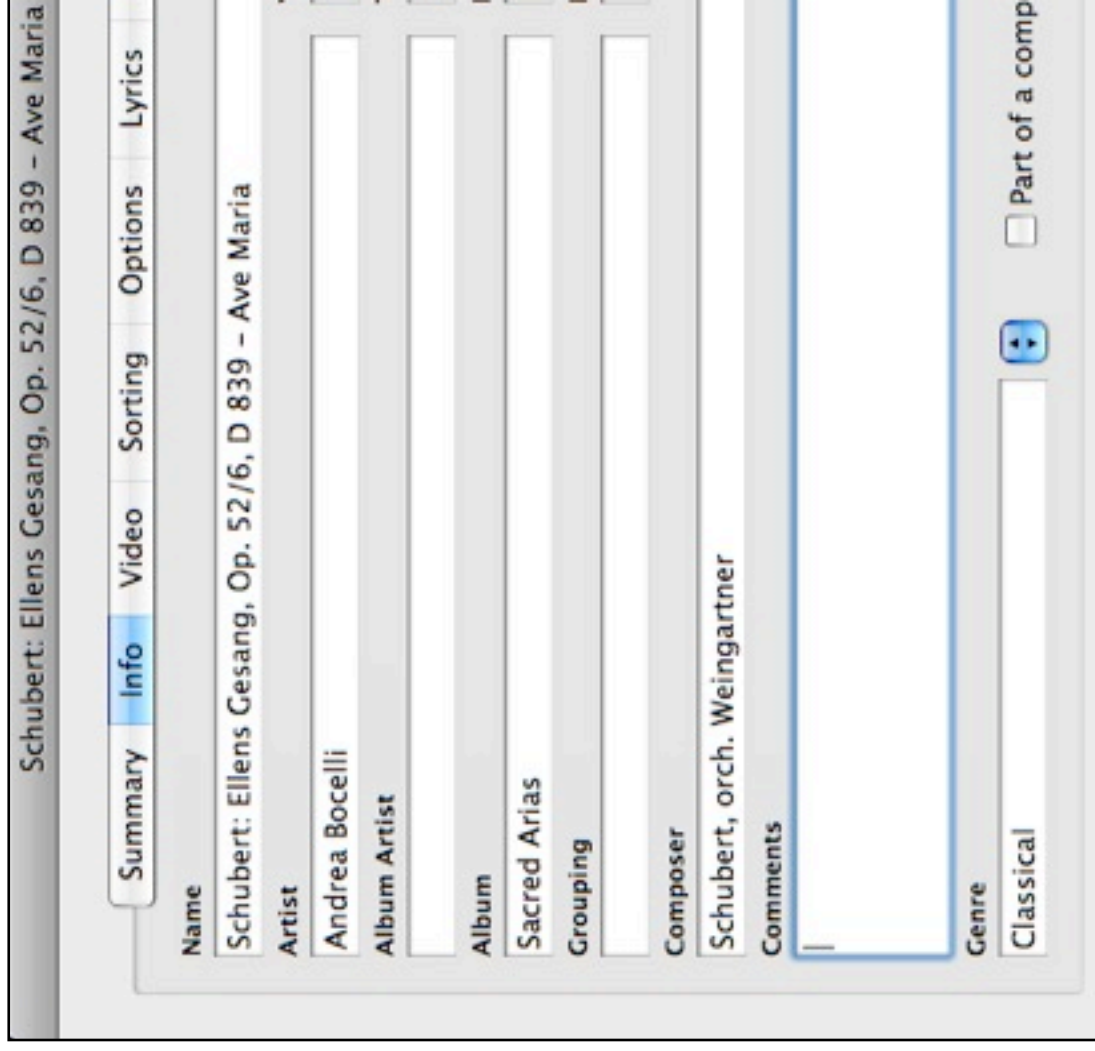 Schubert: Ellens Gesang, Op. 52/6, D 839 – Ave Maria
Summary Info Video Sorting Options Lyrics
Name
Schubert: Ellens Gesang, Op. 52/6, D 839 – Ave Maria
Artist
Andrea Bocelli
Album Artist
Album
Sacred Arias
Grouping
Composer
Schubert, orch. Weingartner
Comments
Genre
Classical Part of a comp